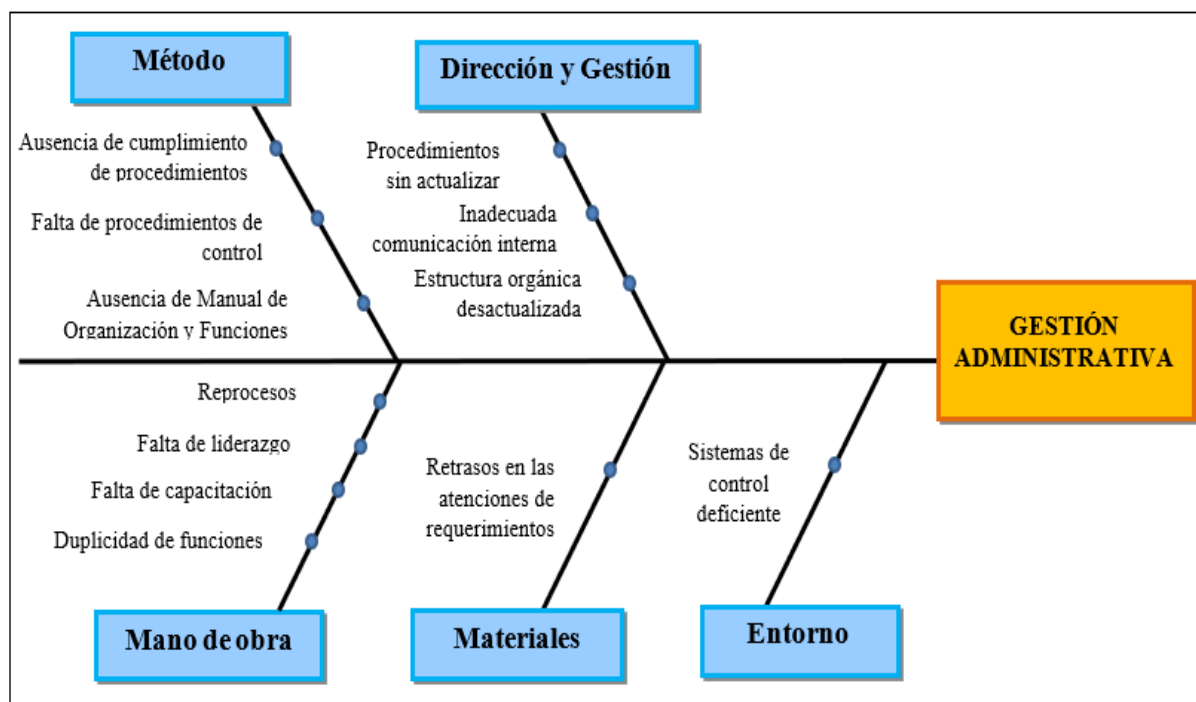 Método
Ausencia de cumplimiento
de procedimientos
Falta de procedimientos de
control
Ausencia de Manual de
Organización y Funciones
Dirección y Gestión
Procedimientos
sin actualizar
Inadecuada
comunicación interna
Estructura orgánica
desactualizada
GESTIÓN
ADMINISTRATIVA
Reprocesos
Falta de liderazgo
Falta de capacitación
Duplicidad de funciones
Mano de obra
Retrasos en las
atenciones de
requerimientos
Materiales
Sistemas de
control
deficiente
Entorno